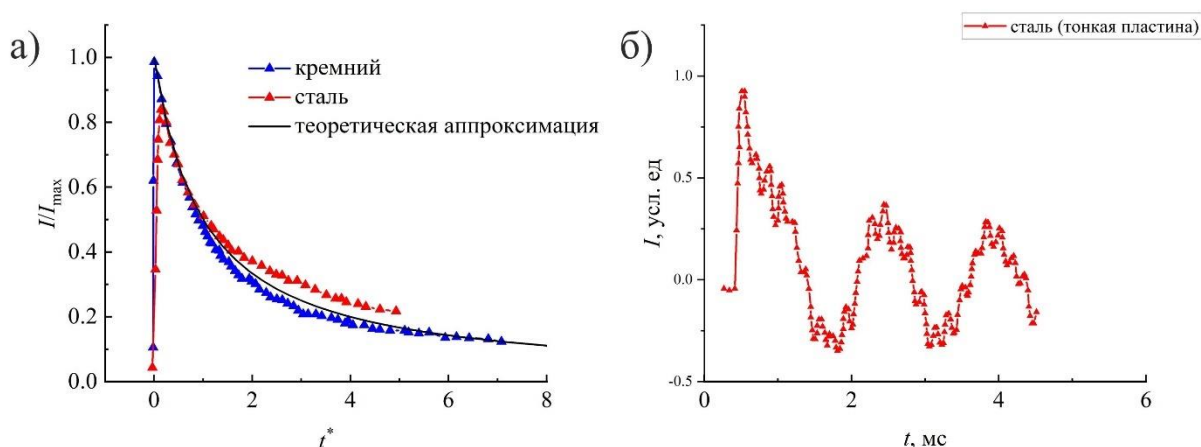 а)
кремний
сталь
теоретическая аппроксимация
I/Imax
1.0
0.8
0.6
0.4
0.2
0.0
0 2 4 6 8
t*
б)
сталь (тонкая пластина)
I, усл. ед
1.0
0.5
0.0
-0.5
0 2 4 6
t, мс